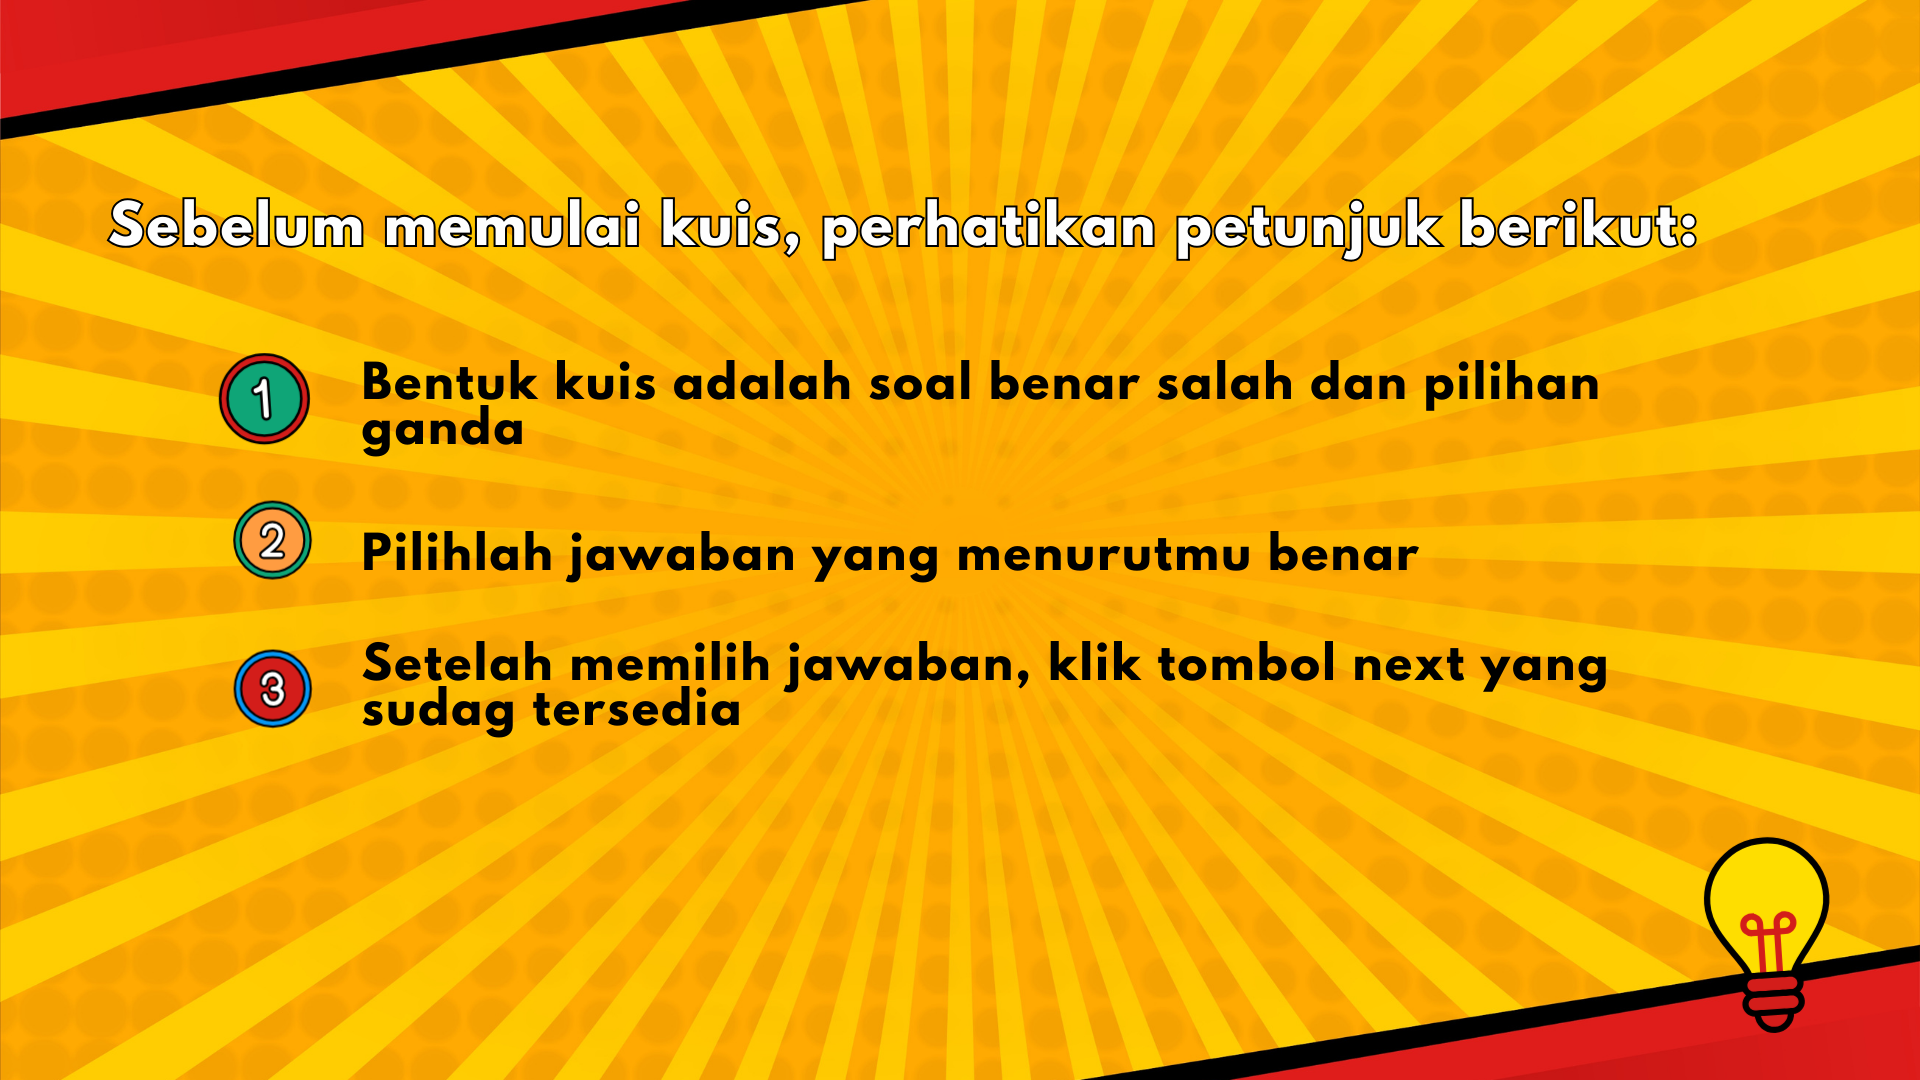 Sebelum memulai kuis, perhatikan petunjuk berikut:
1
Bentuk kuis adalah soal benar salah dan pilihan
ganda
2
Pilihlah jawaban yang menurutmu benar
3
Setelah memilih jawaban, klik tombol next yang
sudag tersedia